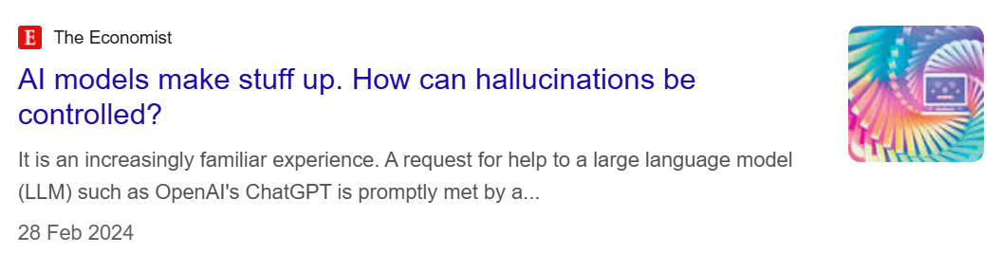 The Economist
AI models make stuff up. How can hallucinations be
controlled?
It is an increasingly familiar experience. A request for help to a large language model
(LLM) such as OpenAI's ChatGPT is promptly met by a...
28 Feb 2024